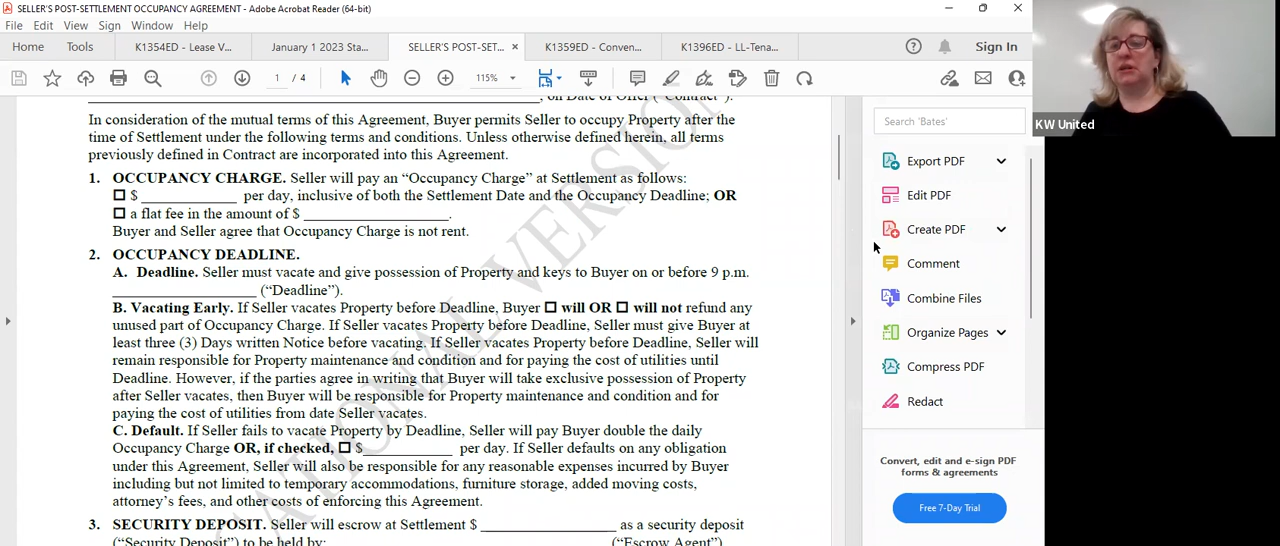 SELLER'S POST-SETTLEMENT OCCUPANCY AGREEMENT - Adobe Acrobat Reader (64-bit)
File Edit View Sign Window Help
Home Tools K1354ED - Lease V... January 1 2023 Sta... SELLER'S POST-SET... × K1359ED - Conven... K1396ED - LL-Tena... Sign In
1 / 4 115%
, on Date of Offer ("Contract").
In consideration of the mutual terms of this Agreement, Buyer permits Seller to occupy Property after the
time of Settlement under the following terms and conditions. Unless otherwise defined herein, all terms
previously defined in Contract are incorporated into this Agreement.
1. OCCUPANCY CHARGE. Seller will pay an “Occupancy Charge” at Settlement as follows:
☐ $ ____________ per day, inclusive of both the Settlement Date and the Occupancy Deadline; OR
☐ a flat fee in the amount of $ __________________.
Buyer and Seller agree that Occupancy Charge is not rent.
2. OCCUPANCY DEADLINE.
A. Deadline. Seller must vacate and give possession of Property and keys to Buyer on or before 9 p.m.
__________________ (“Deadline”).
B. Vacating Early. If Seller vacates Property before Deadline, Buyer ☐ will OR ☐ will not refund any
unused part of Occupancy Charge. If Seller vacates Property before Deadline, Seller must give Buyer at
least three (3) Days written Notice before vacating. If Seller vacates Property before Deadline, Seller will
remain responsible for Property maintenance and condition and for paying the cost of utilities until
Deadline. However, if the parties agree in writing that Buyer will take exclusive possession of Property
after Seller vacates, then Buyer will be responsible for Property maintenance and condition and for
paying the cost of utilities from date Seller vacates.
C. Default. If Seller fails to vacate Property by Deadline, Seller will pay Buyer double the daily
Occupancy Charge OR, if checked, ☐ $___________ per day. If Seller defaults on any obligation
under this Agreement, Seller will also be responsible for any reasonable expenses incurred by Buyer
including but not limited to temporary accommodations, furniture storage, added moving costs,
attorney’s fees, and other costs of enforcing this Agreement.
3. SECURITY DEPOSIT. Seller will escrow at Settlement $ _________________ as a security deposit
(“Security Deposit”) to be held by: (“Escrow Agent”)
ATIONAL VERSION
Search 'Bates'
Export PDF
Edit PDF
Create PDF
Comment
Combine Files
Organize Pages
Compress PDF
Redact
Convert, edit and e-sign PDF
forms & agreements
Free 7-Day Trial
KW United